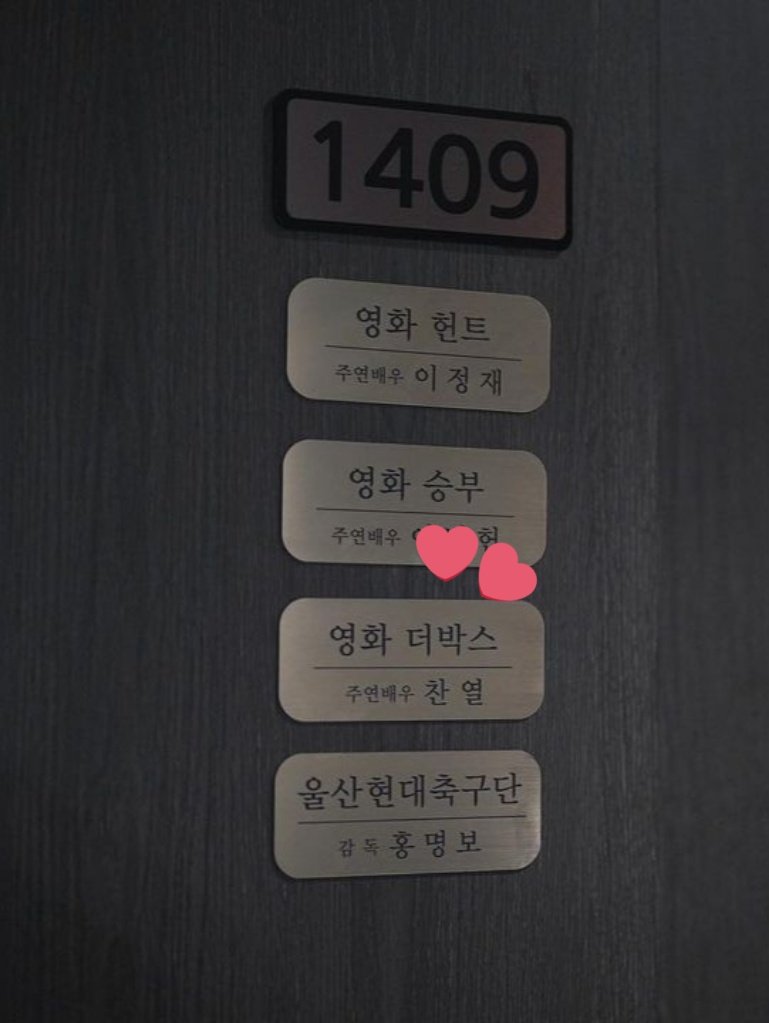 1409
영화 헌트
주연배우 이정재
영화 승부
주연배우
영화 더박스
주연배우 찬열
울산현대축구단
감독 홍명보